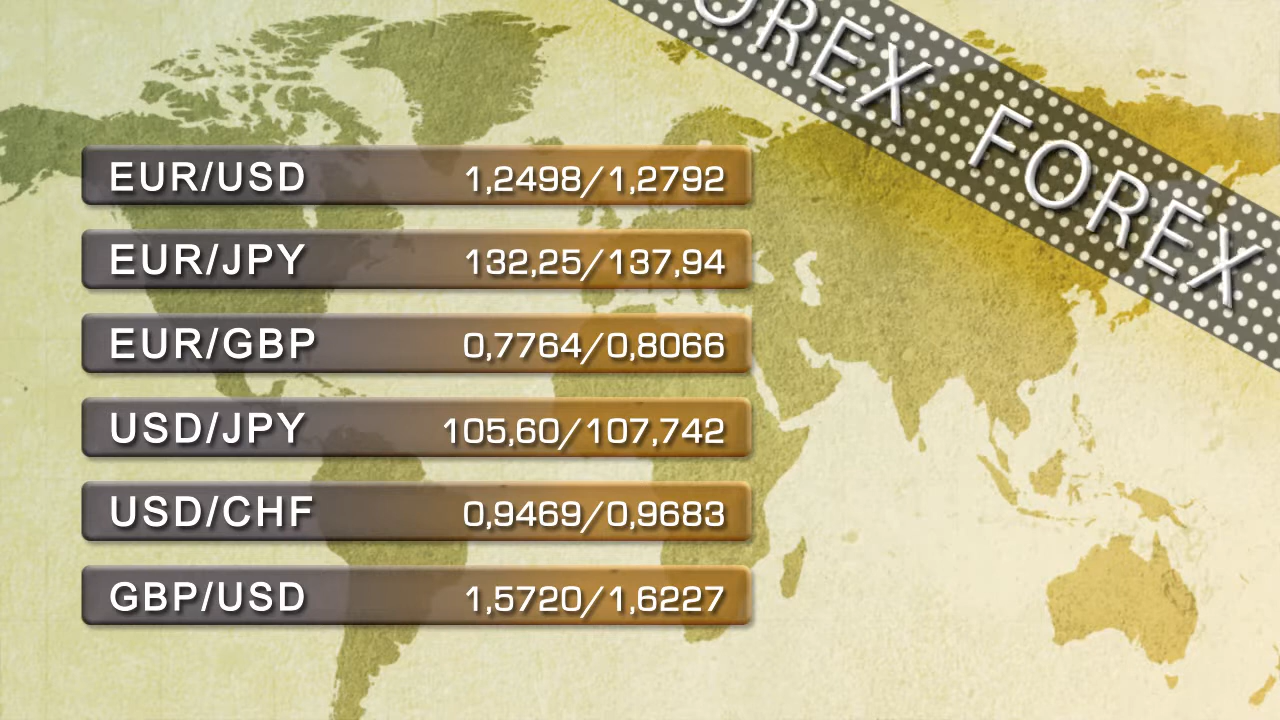 OREX FOREX
EUR/USD 1,2498/1,2792
EUR/JPY 132,25/137,94
EUR/GBP 0,7764/0,8066
USD/JPY 105,60/107,742
USD/CHF 0,9469/0,9683
GBP/USD 1,5720/1,6227